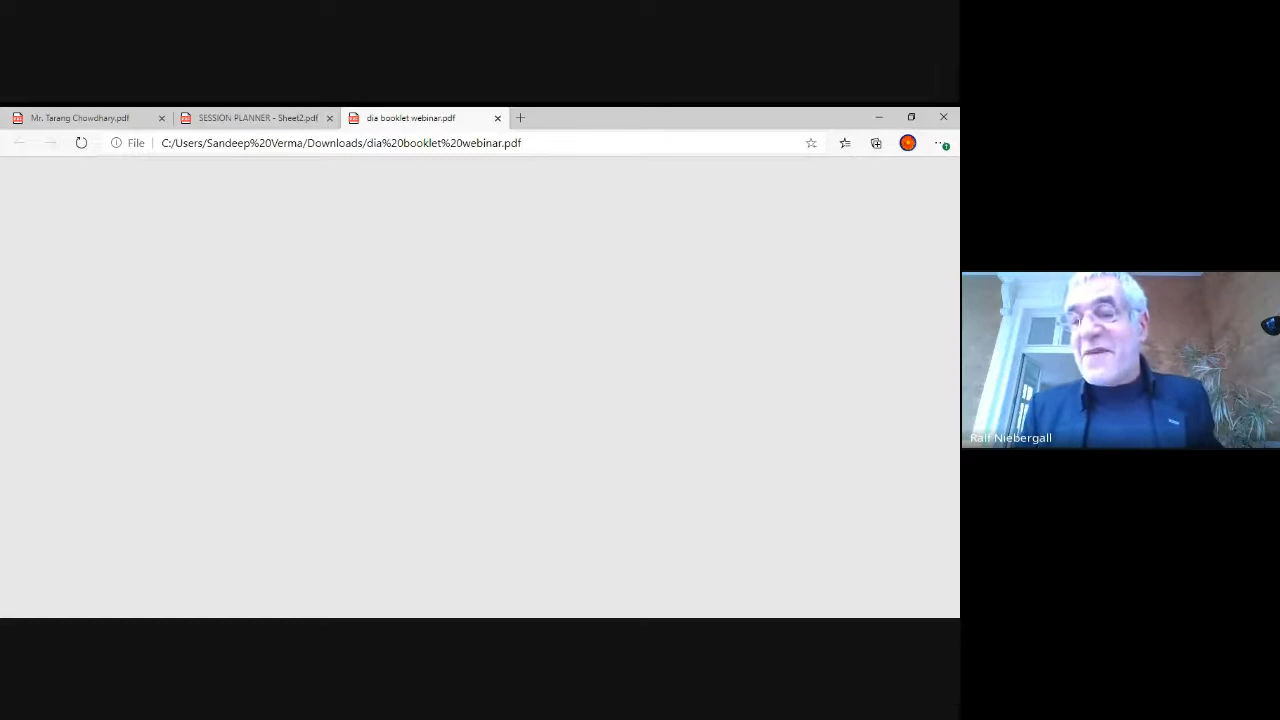 Mr. Tarang Chowdhary.pdf
SESSION PLANNER - Sheet2.pdf
dia booklet webinar.pdf
File
C:/Users/Sandeep%20Verma/Downloads/dia%20booklet%20webinar.pdf
Ralf Niebergall